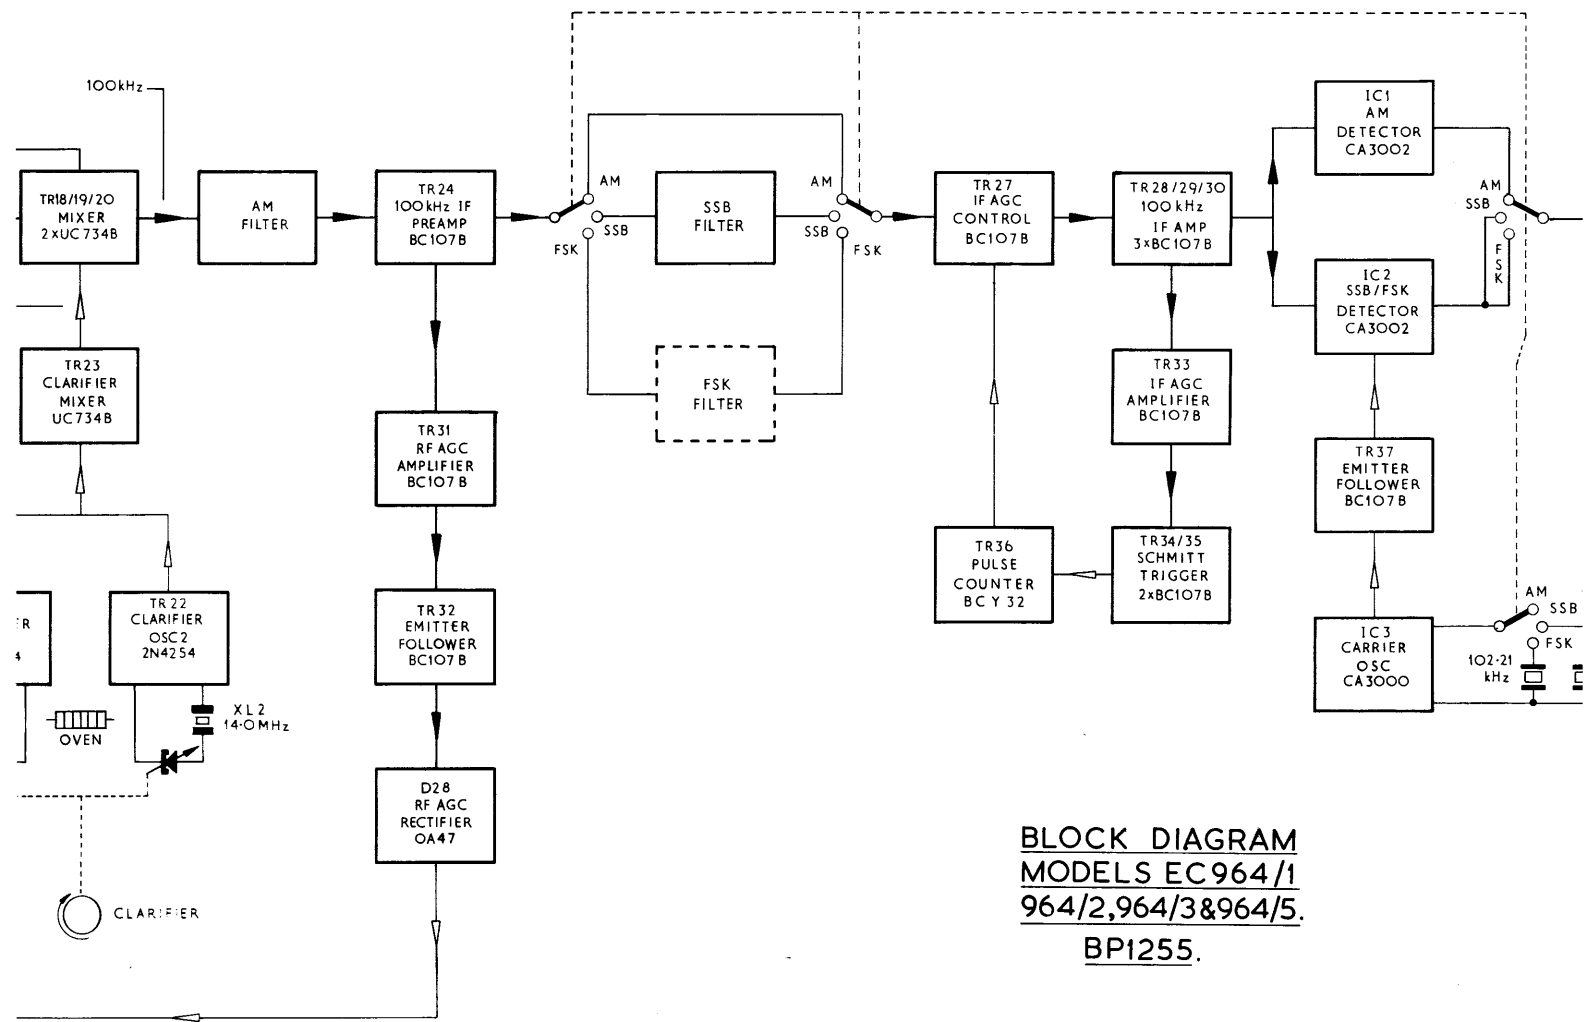 100kHz
TR18/19/20
MIXER
2xUC734B
AM
FILTER
TR24
100kHz IF
PREAMP
BC107B
AM
SSB
FSK
SSB
FILTER
AM
SSB
FSK
FSK
FILTER
TR27
IF AGC
CONTROL
BC107B
TR28/29/30
100kHz
IF AMP
3xBC107B
IC1
AM
DETECTOR
CA3002
AM
SSB
FSK
IC2
SSB/FSK
DETECTOR
CA3002
TR23
CLARIFIER
MIXER
UC734B
TR31
RF AGC
AMPLIFIER
BC107B
TR33
IF AGC
AMPLIFIER
BC107B
TR37
EMITTER
FOLLOWER
BC107B
TR36
PULSE
COUNTER
BCY32
TR34/35
SCHMITT
TRIGGER
2xBC107B
TR22
CLARIFIER
OSC2
2N4254
TR32
EMITTER
FOLLOWER
BC107B
IC3
CARRIER
OSC
CA3000
AM
SSB
FSK
102·21
kHz
XL2
14·0MHz
OVEN
D28
RF AGC
RECTIFIER
OA47
CLARIFIER
BLOCK DIAGRAM
MODELS EC964/1
964/2,964/3&964/5.
BP1255.